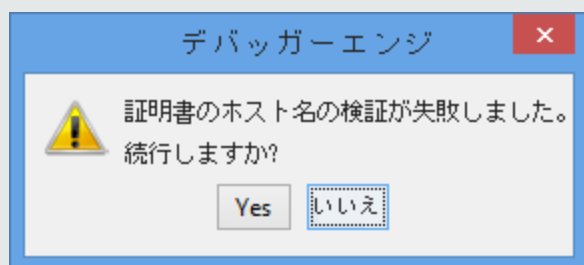 デバッガーエンジ
証明書のホスト名の検証が失敗しました。
続行しますか?
Yes いいえ